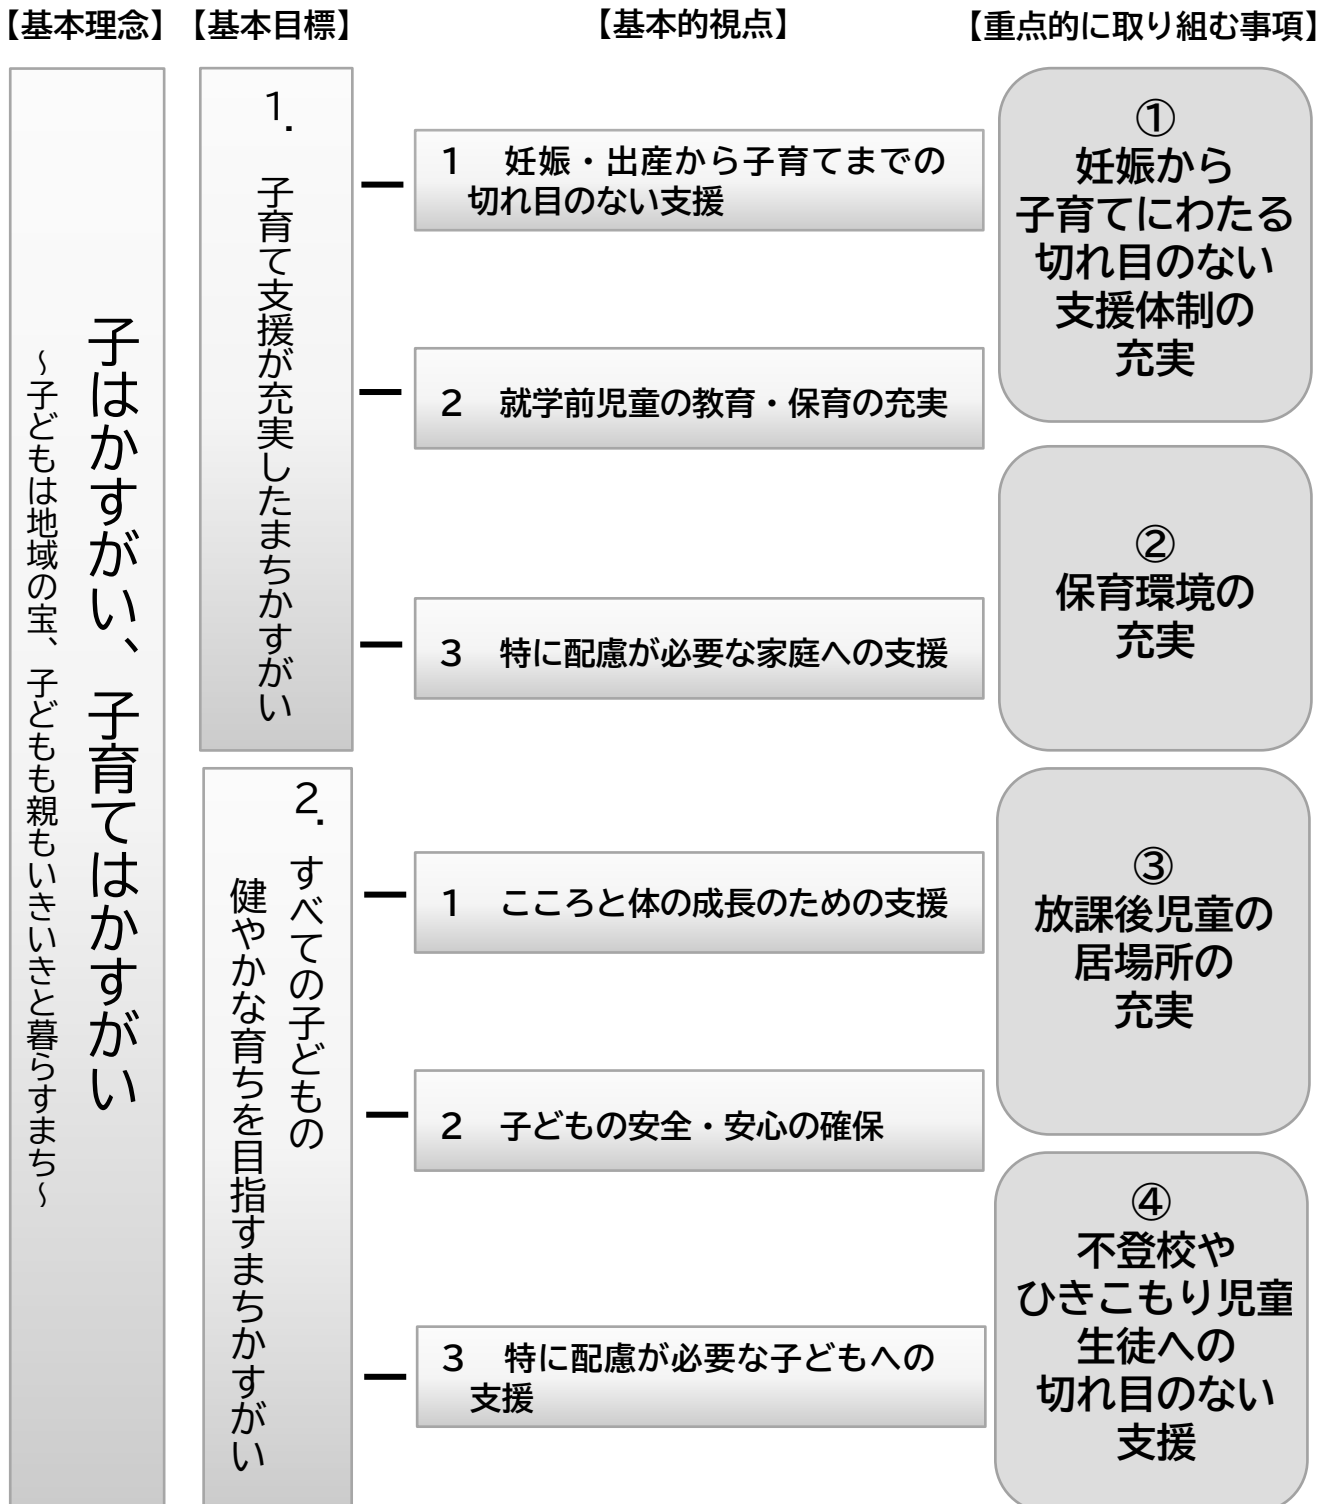 【基本理念】
【基本目標】
【基本的視点】
【重点的に取り組む事項】
子はかすがい、子育てはかすがい
~子どもは地域の宝、子どもも親もいきいきと暮らすまち~
1. 子育て支援が充実したまちかすがい
1 妊娠・出産から子育てまでの
切れ目のない支援
2 就学前児童の教育・保育の充実
3 特に配慮が必要な家庭への支援
2. すべての子どもの
健やかな育ちを目指すまちかすがい
1 こころと体の成長のための支援
2 子どもの安全・安心の確保
3 特に配慮が必要な子どもへの
支援
①
妊娠から
子育てにわたる
切れ目のない
支援体制の
充実
②
保育環境の
充実
③
放課後児童の
居場所の
充実
④
不登校や
ひきこもり児童
生徒への
切れ目のない
支援